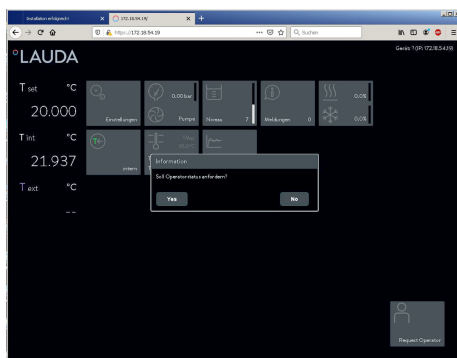 Installation erfolgreich!
172.18.54.19/
https://172.18.54.19
Suchen
°LAUDA
Gerät: ? (IP: 172.18.54.19)
T set °C
20.000
T int °C
21.937
T ext °C
_ _
Einstellungen
0.00 bar
Pumpe
Niveau 7
Meldungen 0
0,0%
0,0%
intern
Information
Soll Operatorstatus anfordern?
Yes
No
Request Operator